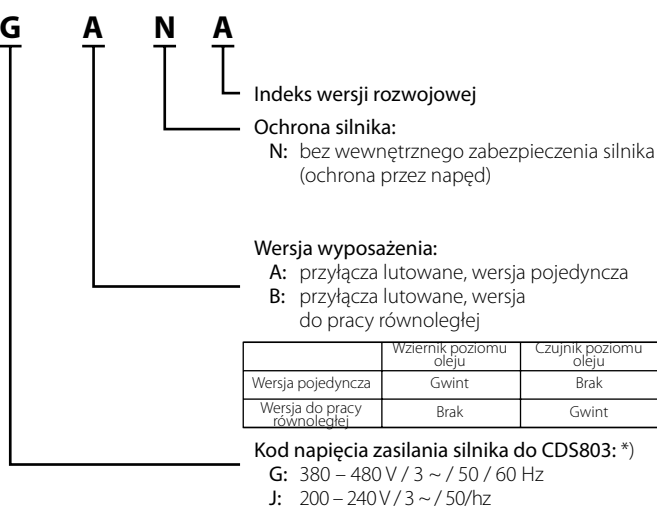 G A N A
Indeks wersji rozwojowej
Ochrona silnika:
N: bez wewnętrznego zabezpieczenia silnika
(ochrona przez napęd)
Wersja wyposażenia:
A: przyłącza lutowane, wersja pojedyncza
B: przyłącza lutowane, wersja
do pracy równoległej
Wziernik poziomu
oleju
Czujnik poziomu
oleju
Wersja pojedyncza Gwint Brak
Wersja do pracy
równoległej
Brak Gwint
Kod napięcia zasilania silnika do CDS803: *)
G: 380 – 480 V / 3 ~ / 50 / 60 Hz
J: 200 – 240 V / 3 ~ / 50/hz